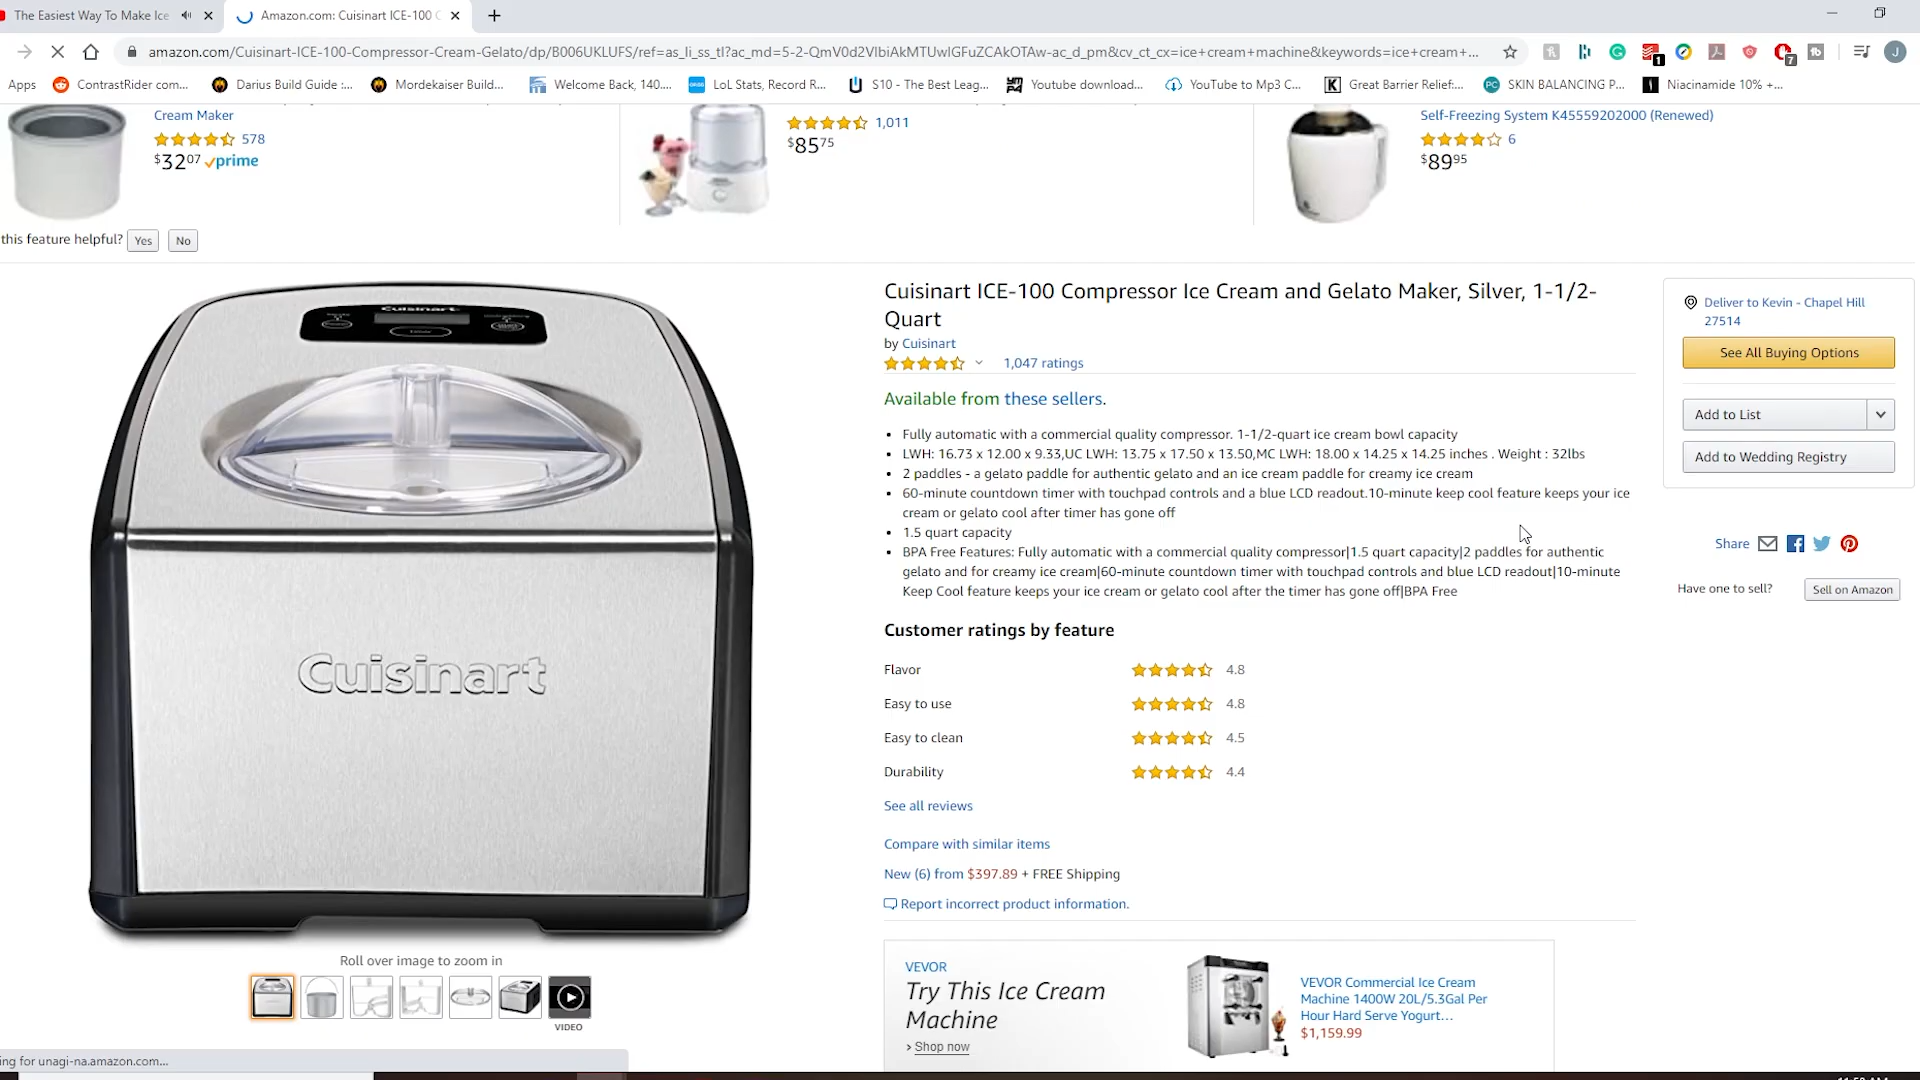 The Easiest Way To Make Ice
Amazon.com: Cuisinart ICE-100 C
amazon.com/Cuisinart-ICE-100-Compressor-Cream-Gelato/dp/B006UKLUFS/ref=as_li_ss_tl?ac_md=5-2-QmV0d2VlbiAkMTUwIGFuZCAkOTAw-ac_d_pm&cv_ct_cx=ice+cream+machine&keywords=ice+cream+...
1
7
J
Apps
ContrastRider com...
Darius Build Guide :...
Mordekaiser Build...
Welcome Back, 140....
LoL Stats, Record R...
S10 - The Best Leag...
Youtube download...
YouTube to Mp3 C...
Great Barrier Relief:...
SKIN BALANCING P...
Niacinamide 10% +...
Cream Maker
578
$32 07 prime
1,011
$85 75
Self-Freezing System K45559202000 (Renewed)
6
$89 95
this feature helpful? Yes No
Cuisinart
Cuisinart
Roll over image to zoom in
VIDEO
Cuisinart ICE-100 Compressor Ice Cream and Gelato Maker, Silver, 1-1/2-
Quart
by Cuisinart
1,047 ratings
Available from these sellers.
Fully automatic with a commercial quality compressor. 1-1/2-quart ice cream bowl capacity
LWH: 16.73 x 12.00 x 9.33,UC LWH: 13.75 x 17.50 x 13.50,MC LWH: 18.00 x 14.25 x 14.25 inches . Weight : 32lbs
2 paddles - a gelato paddle for authentic gelato and an ice cream paddle for creamy ice cream
60-minute countdown timer with touchpad controls and a blue LCD readout.10-minute keep cool feature keeps your ice
cream or gelato cool after timer has gone off
1.5 quart capacity
BPA Free Features: Fully automatic with a commercial quality compressor|1.5 quart capacity|2 paddles for authentic
gelato and for creamy ice cream|60-minute countdown timer with touchpad controls and blue LCD readout|10-minute
Keep Cool feature keeps your ice cream or gelato cool after the timer has gone off|BPA Free
Customer ratings by feature
Flavor 4.8
Easy to use 4.8
Easy to clean 4.5
Durability 4.4
See all reviews
Compare with similar items
New (6) from $397.89 + FREE Shipping
Report incorrect product information.
VEVOR
Try This Ice Cream
Machine
› Shop now
VEVOR Commercial Ice Cream
Machine 1400W 20L/5.3Gal Per
Hour Hard Serve Yogurt...
$1,159.99
Deliver to Kevin - Chapel Hill
27514
See All Buying Options
Add to List
Add to Wedding Registry
Share
Have one to sell? Sell on Amazon
ing for unagi-na.amazon.com...